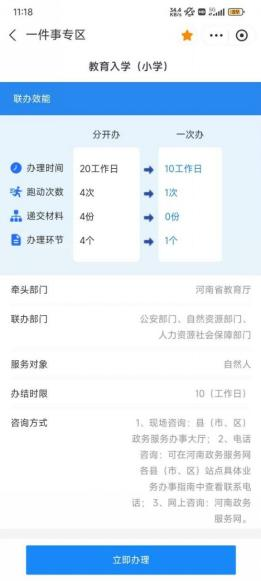 11:18
34.4 KB/s 5G
一件事专区
教育入学（小学）
联办效能
分开办 一次办
办理时间 20工作日 10工作日
跑动次数 4次 1次
递交材料 4份 0份
办理环节 4个 1个
牵头部门 河南省教育厅
联办部门 公安部门、自然资源部门、
人力资源社会保障部门
服务对象 自然人
办结时限 10（工作日）
咨询方式 1、现场咨询：县（市、区）
政务服务办事大厅； 2、电话
咨询：可在河南政务服务网
各县（市、区）站点具体业
务办事指南中查看联系电
话； 3、网上咨询：河南政务
服务网。
立即办理